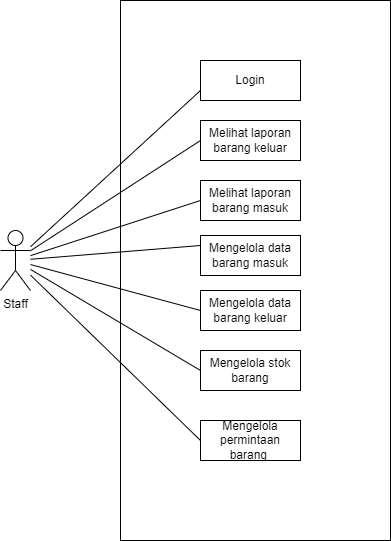 Login
Melihat laporan
barang keluar
Melihat laporan
barang masuk
Mengelola data
barang masuk
Staff
Mengelola data
barang keluar
Mengelola stok
barang
Mengelola
permintaan
barang